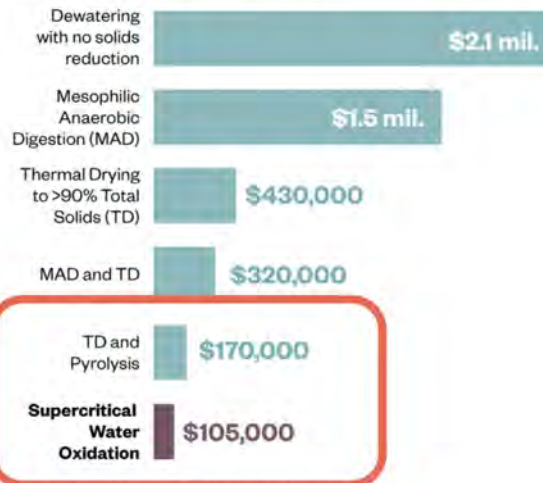 Dewatering
with no solids
reduction
$2.1 mil.
Mesophilic
Anaerobic
Digestion (MAD)
$1.5 mil.
Thermal Drying
to >90% Total
Solids (TD)
$430,000
MAD and TD
$320,000
TD and
Pyrolysis
$170,000
Supercritical
Water
Oxidation
$105,000